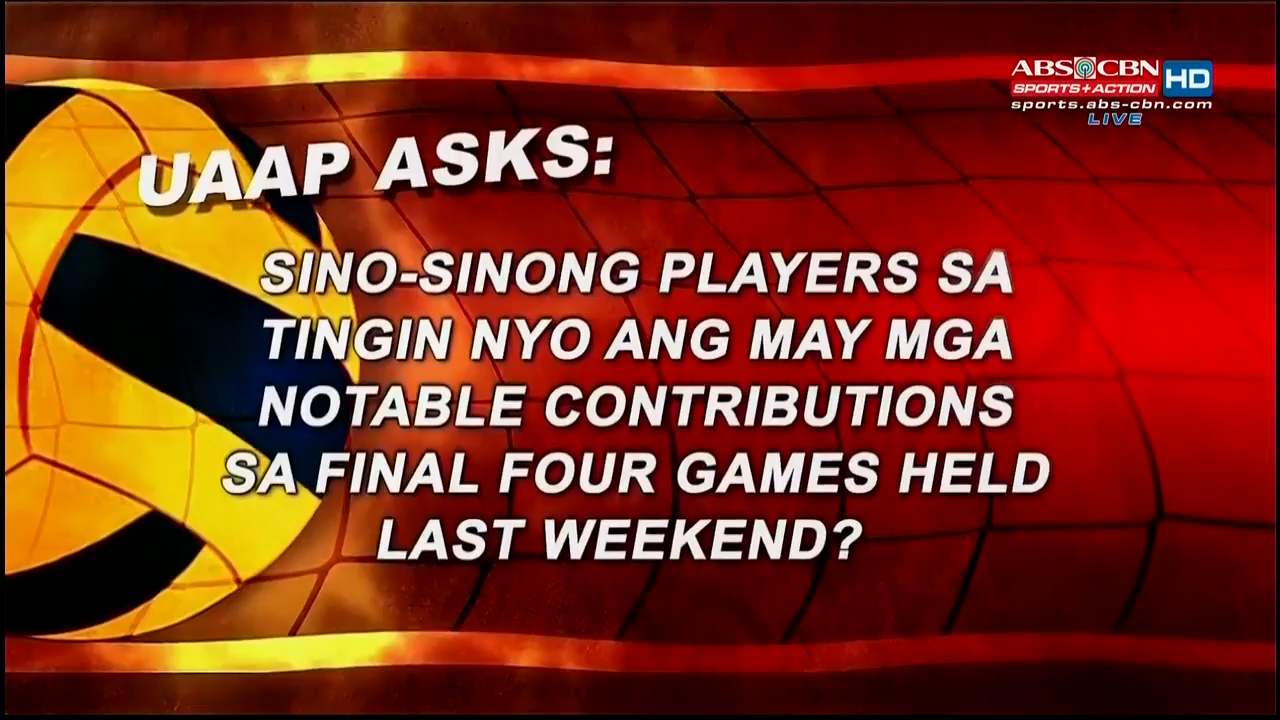 ABS CBN HD
SPORTS+ACTION
sports.abs-cbn.com
LIVE
UAAP ASKS:
SINO-SINONG PLAYERS SA
TINGIN NYO ANG MAY MGA
NOTABLE CONTRIBUTIONS
SA FINAL FOUR GAMES HELD
LAST WEEKEND?